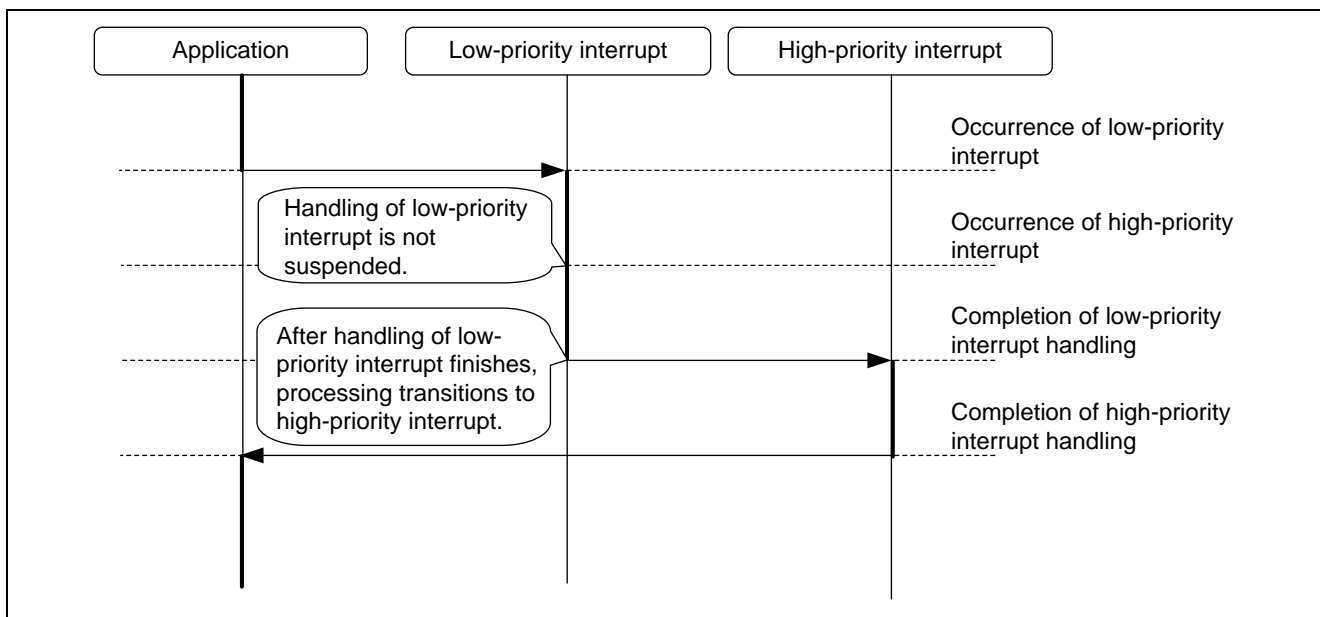 Application
Low-priority interrupt
High-priority interrupt
Occurrence of low-priority
interrupt
Handling of low-priority
interrupt is not
suspended.
Occurrence of high-priority
interrupt
After handling of low-
priority interrupt finishes,
processing transitions to
high-priority interrupt.
Completion of low-priority
interrupt handling
Completion of high-priority
interrupt handling